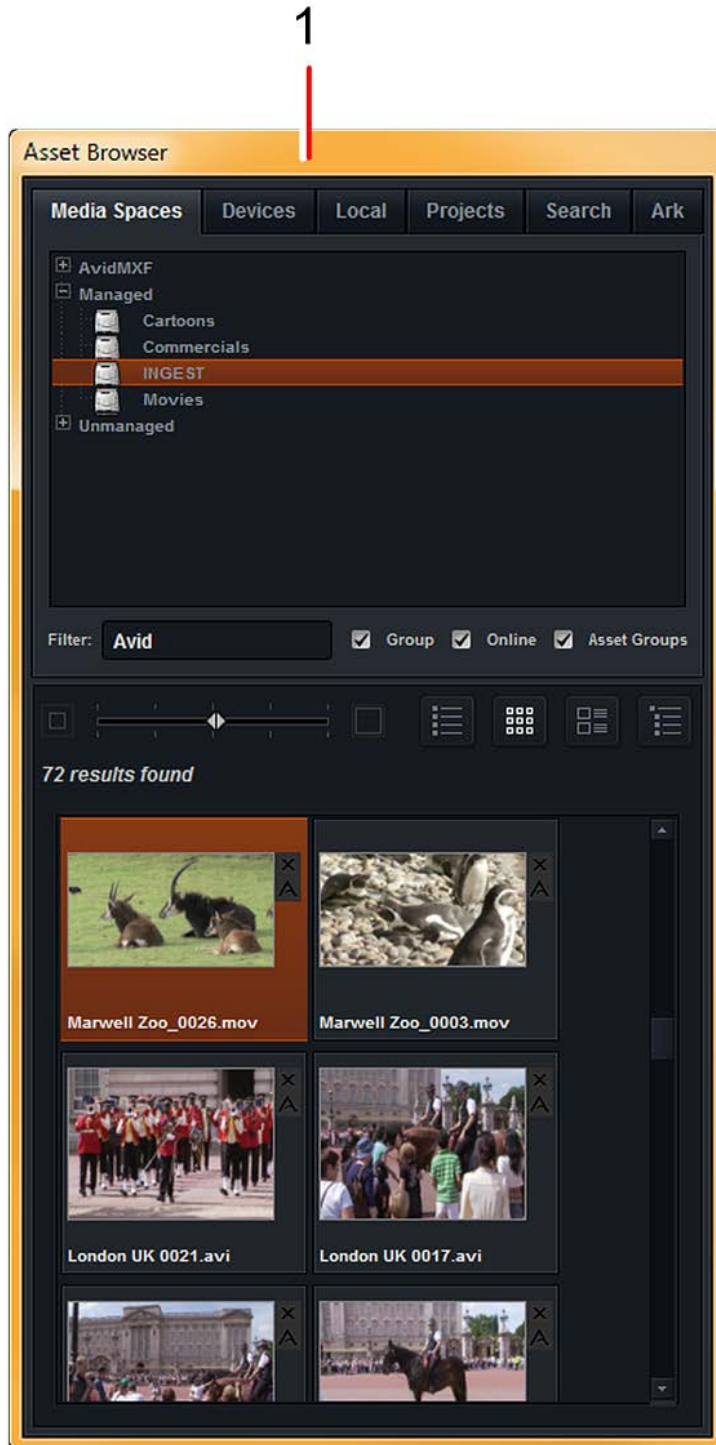 1
Asset Browser
Media Spaces Devices Local Projects Search Ark
AvidMXF
Managed
Cartoons
Commercials
INGEST
Movies
Unmanaged
Filter: Avid Group Online Asset Groups
72 results found
X A X A
Marwell Zoo_0026.mov Marwell Zoo_0003.mov
X A X A
London UK 0021.avi London UK 0017.avi
X A X A